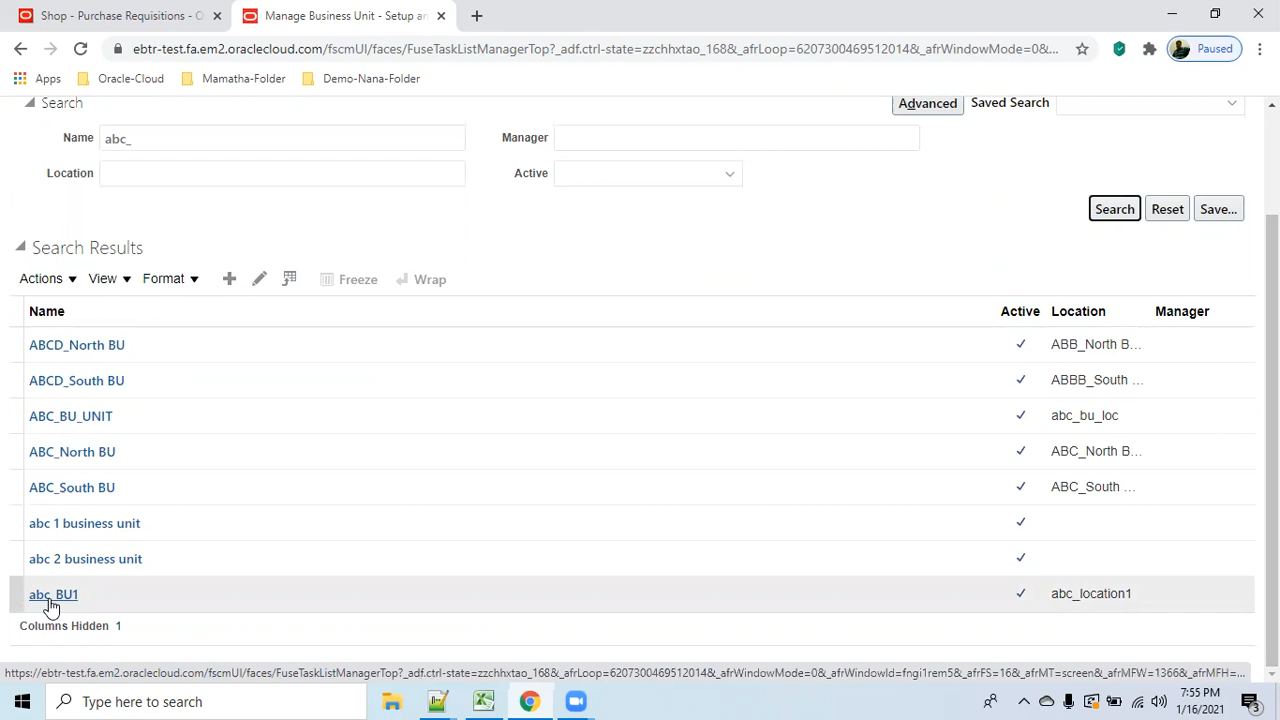 Shop - Purchase Requisitions - O
Manage Business Unit - Setup an
ebtr-test.fa.em2.oraclecloud.com/fscmUI/faces/FuseTaskListManagerTop?_adf.ctrl-state=zzchhxtao_168&_afrLoop=6207300469512014&_afrWindowMode=0&...
Paused
Apps Oracle-Cloud Mamatha-Folder Demo-Nana-Folder
Search
Advanced Saved Search
Name abc_ Manager
Location Active
Search Reset Save...
Search Results
Actions View Format Freeze Wrap
Name Active Location Manager
ABCD_North BU ABB_North B...
ABCD_South BU ABBB_South ...
ABC_BU_UNIT abc_bu_loc
ABC_North BU ABC_North B...
ABC_South BU ABC_South ...
abc 1 business unit
abc 2 business unit
abc_BU1 abc_location1
Columns Hidden 1
https://ebtr-test.fa.em2.oraclecloud.com/fscmUI/faces/FuseTaskListManagerTop?_adf.ctrl-state=zzchhxtao_168&_afrLoop=6207300469512014&_afrWindowMode=0&_afrWindowId=fngi1rem5&_afrFS=16&_afrMT=screen&_afrMFW=1366&_afrMFH=...
Type here to search
7:55 PM
1/16/2021
3